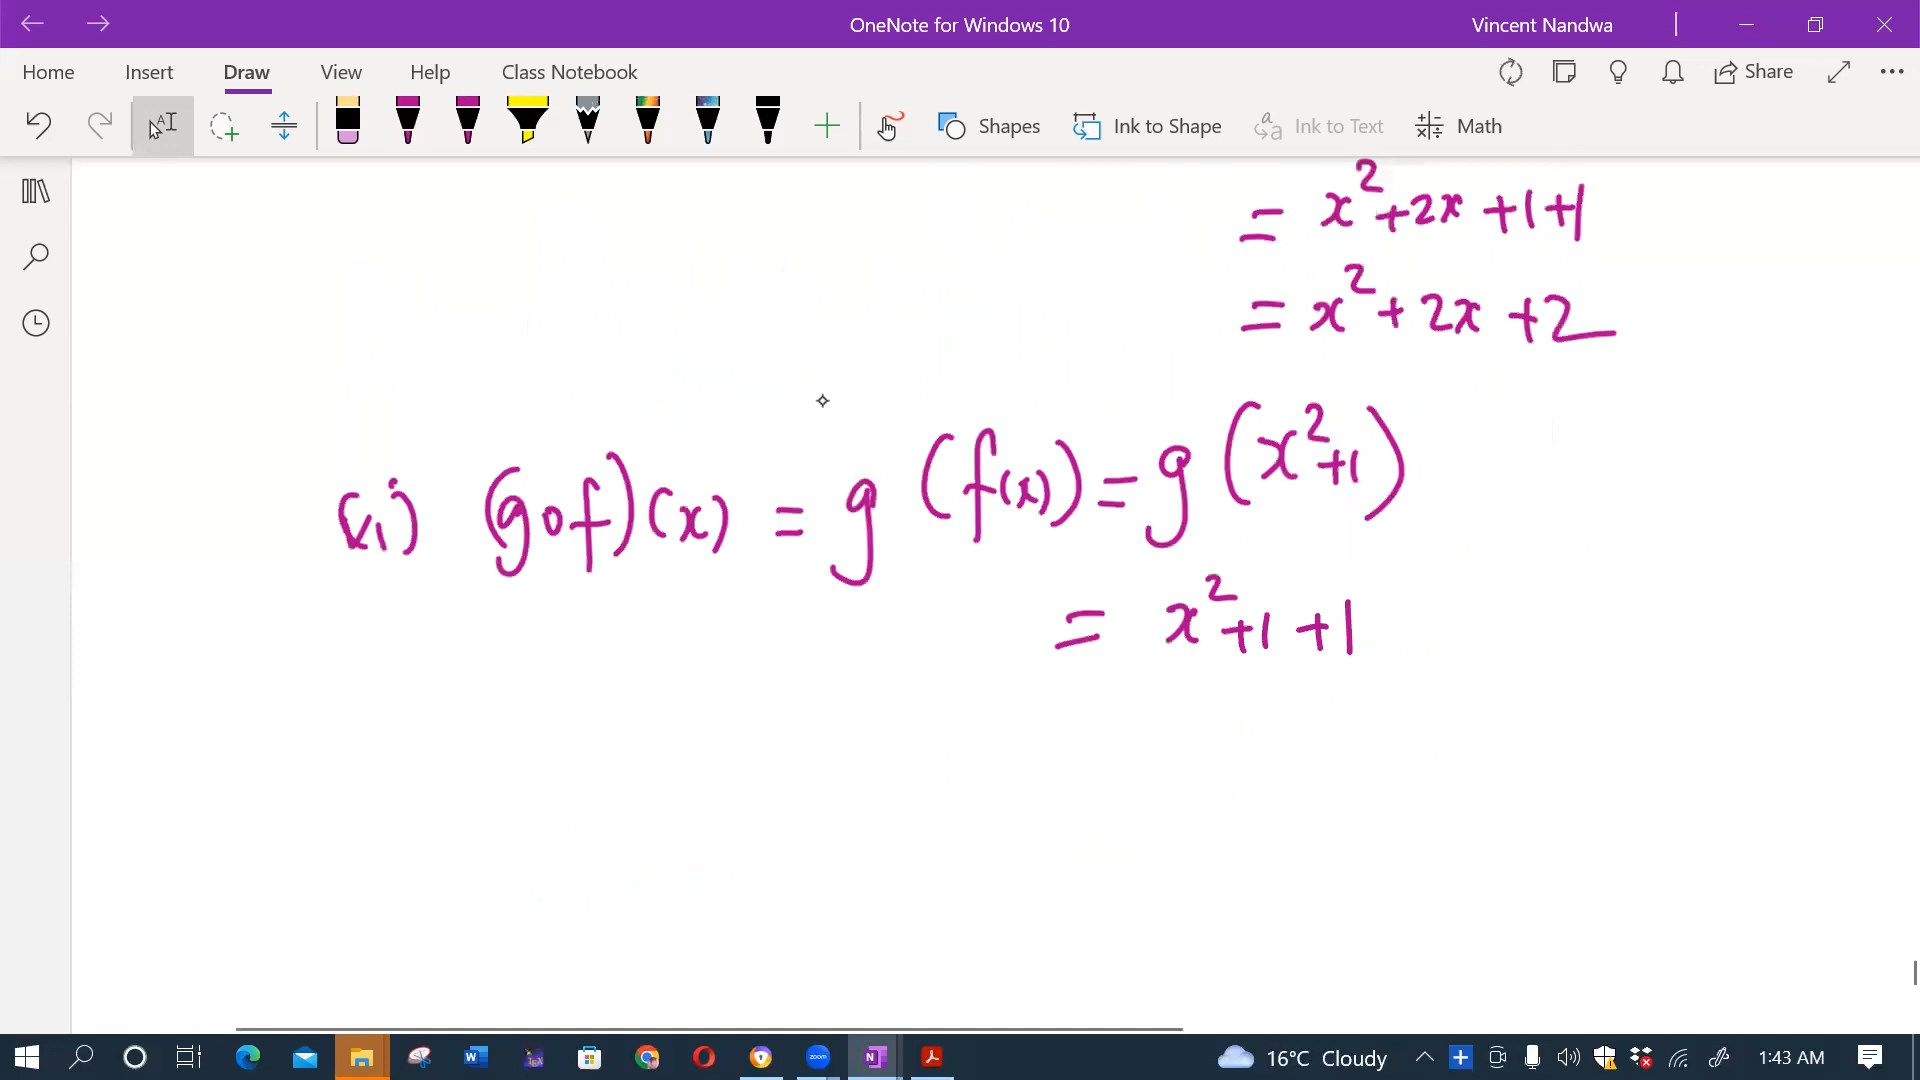 OneNote for Windows 10
Vincent Nandwa
Home Insert Draw View Help Class Notebook Share
Shapes Ink to Shape Ink to Text Math
= x² + 2x + 1 + 1
= x² + 2x + 2
(vi) (gof)(x) = g (f(x)) = g (x² + 1)
= x² + 1 + 1
16°C Cloudy 1:43 AM